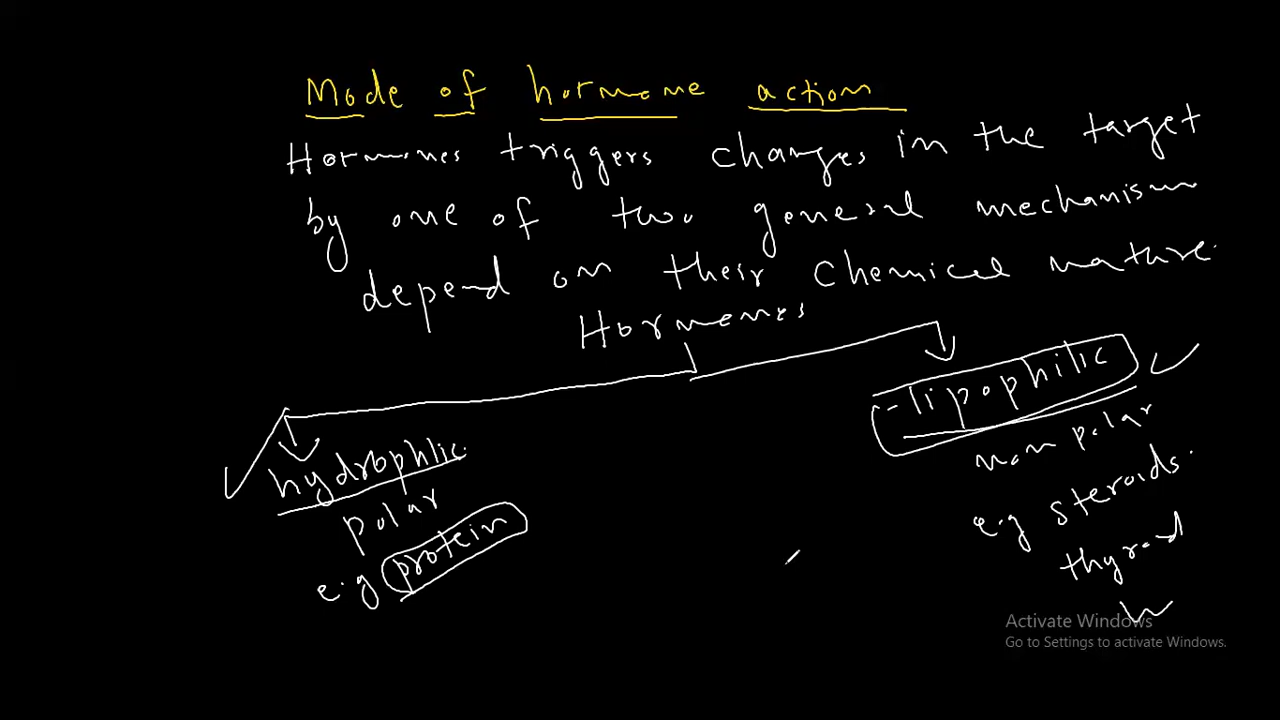 Mode of hormone action
Hormones triggers changes in the target
by one of two general mechanism
depend on their chemical nature.
Hormones
hydrophlic
polar
e.g protein
- lipophilic
non polar
e.g steroids.
thyroid
Activate Windows
Go to Settings to activate Windows.